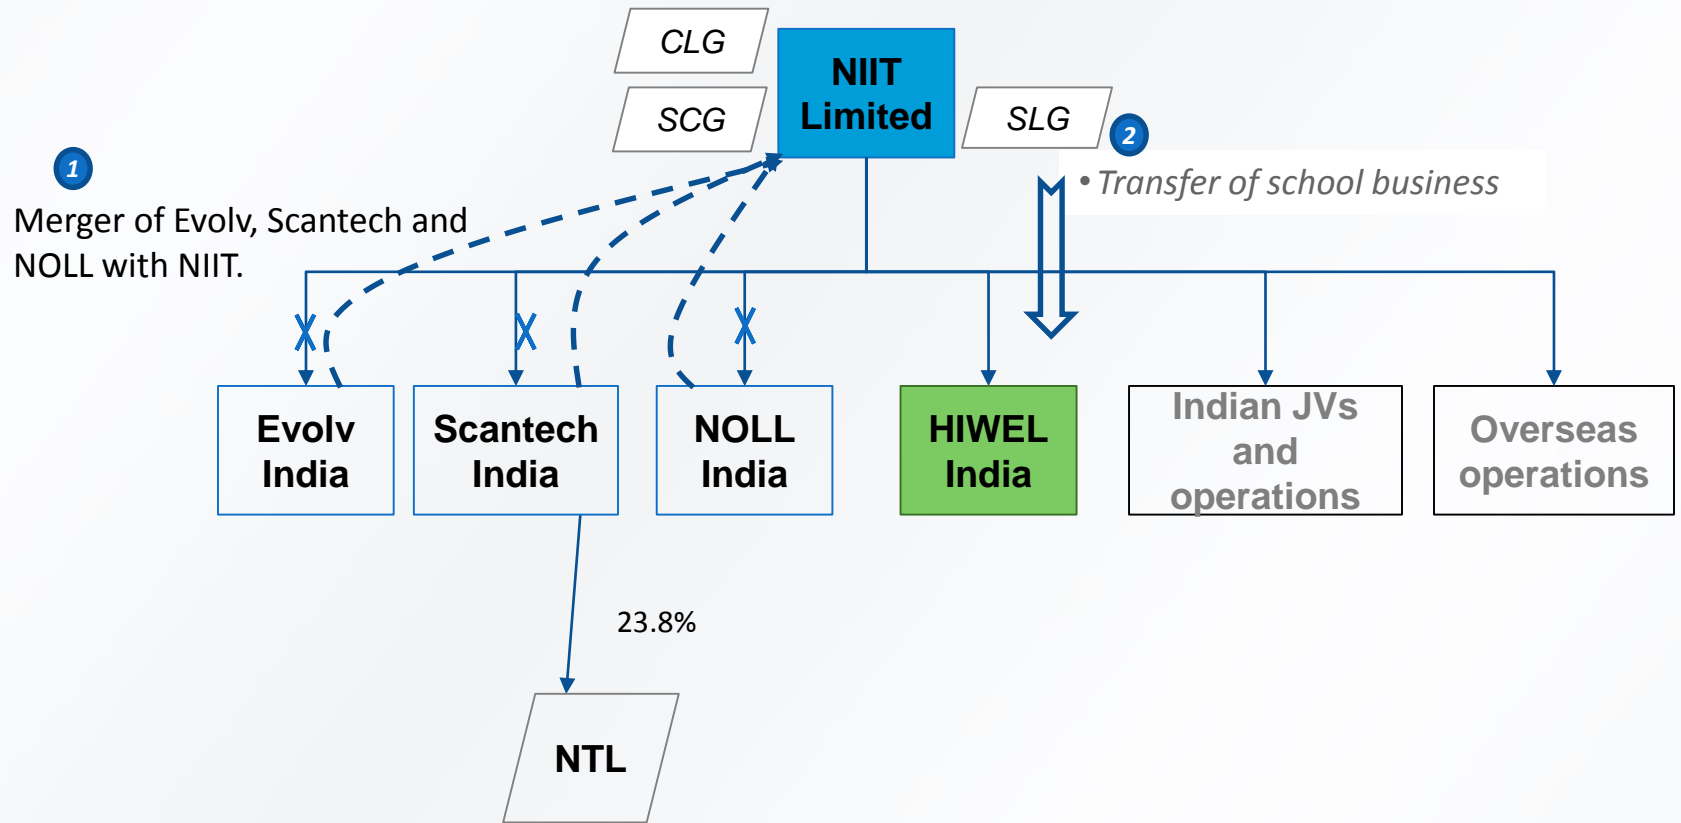 CLG
NIIT
Limited
SCG
SLG
2
1
• Transfer of school business
Merger of Evolv, Scantech and
NOLL with NIIT.
X
X
X
Evolv
India
Scantech
India
NOLL
India
HIWEL
India
Indian JVs
and
operations
Overseas
operations
23.8%
NTL